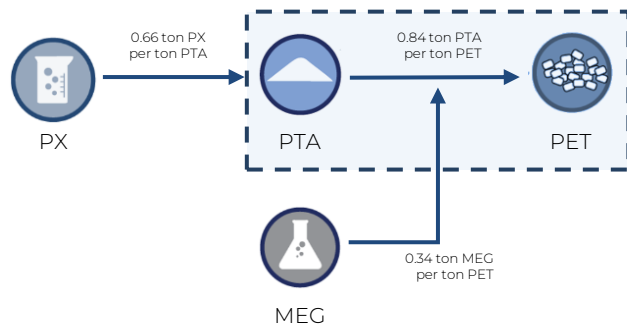 0.66 ton PX
per ton PTA
0.84 ton PTA
per ton PET
PX
PTA
PET
0.34 ton MEG
per ton PET
MEG